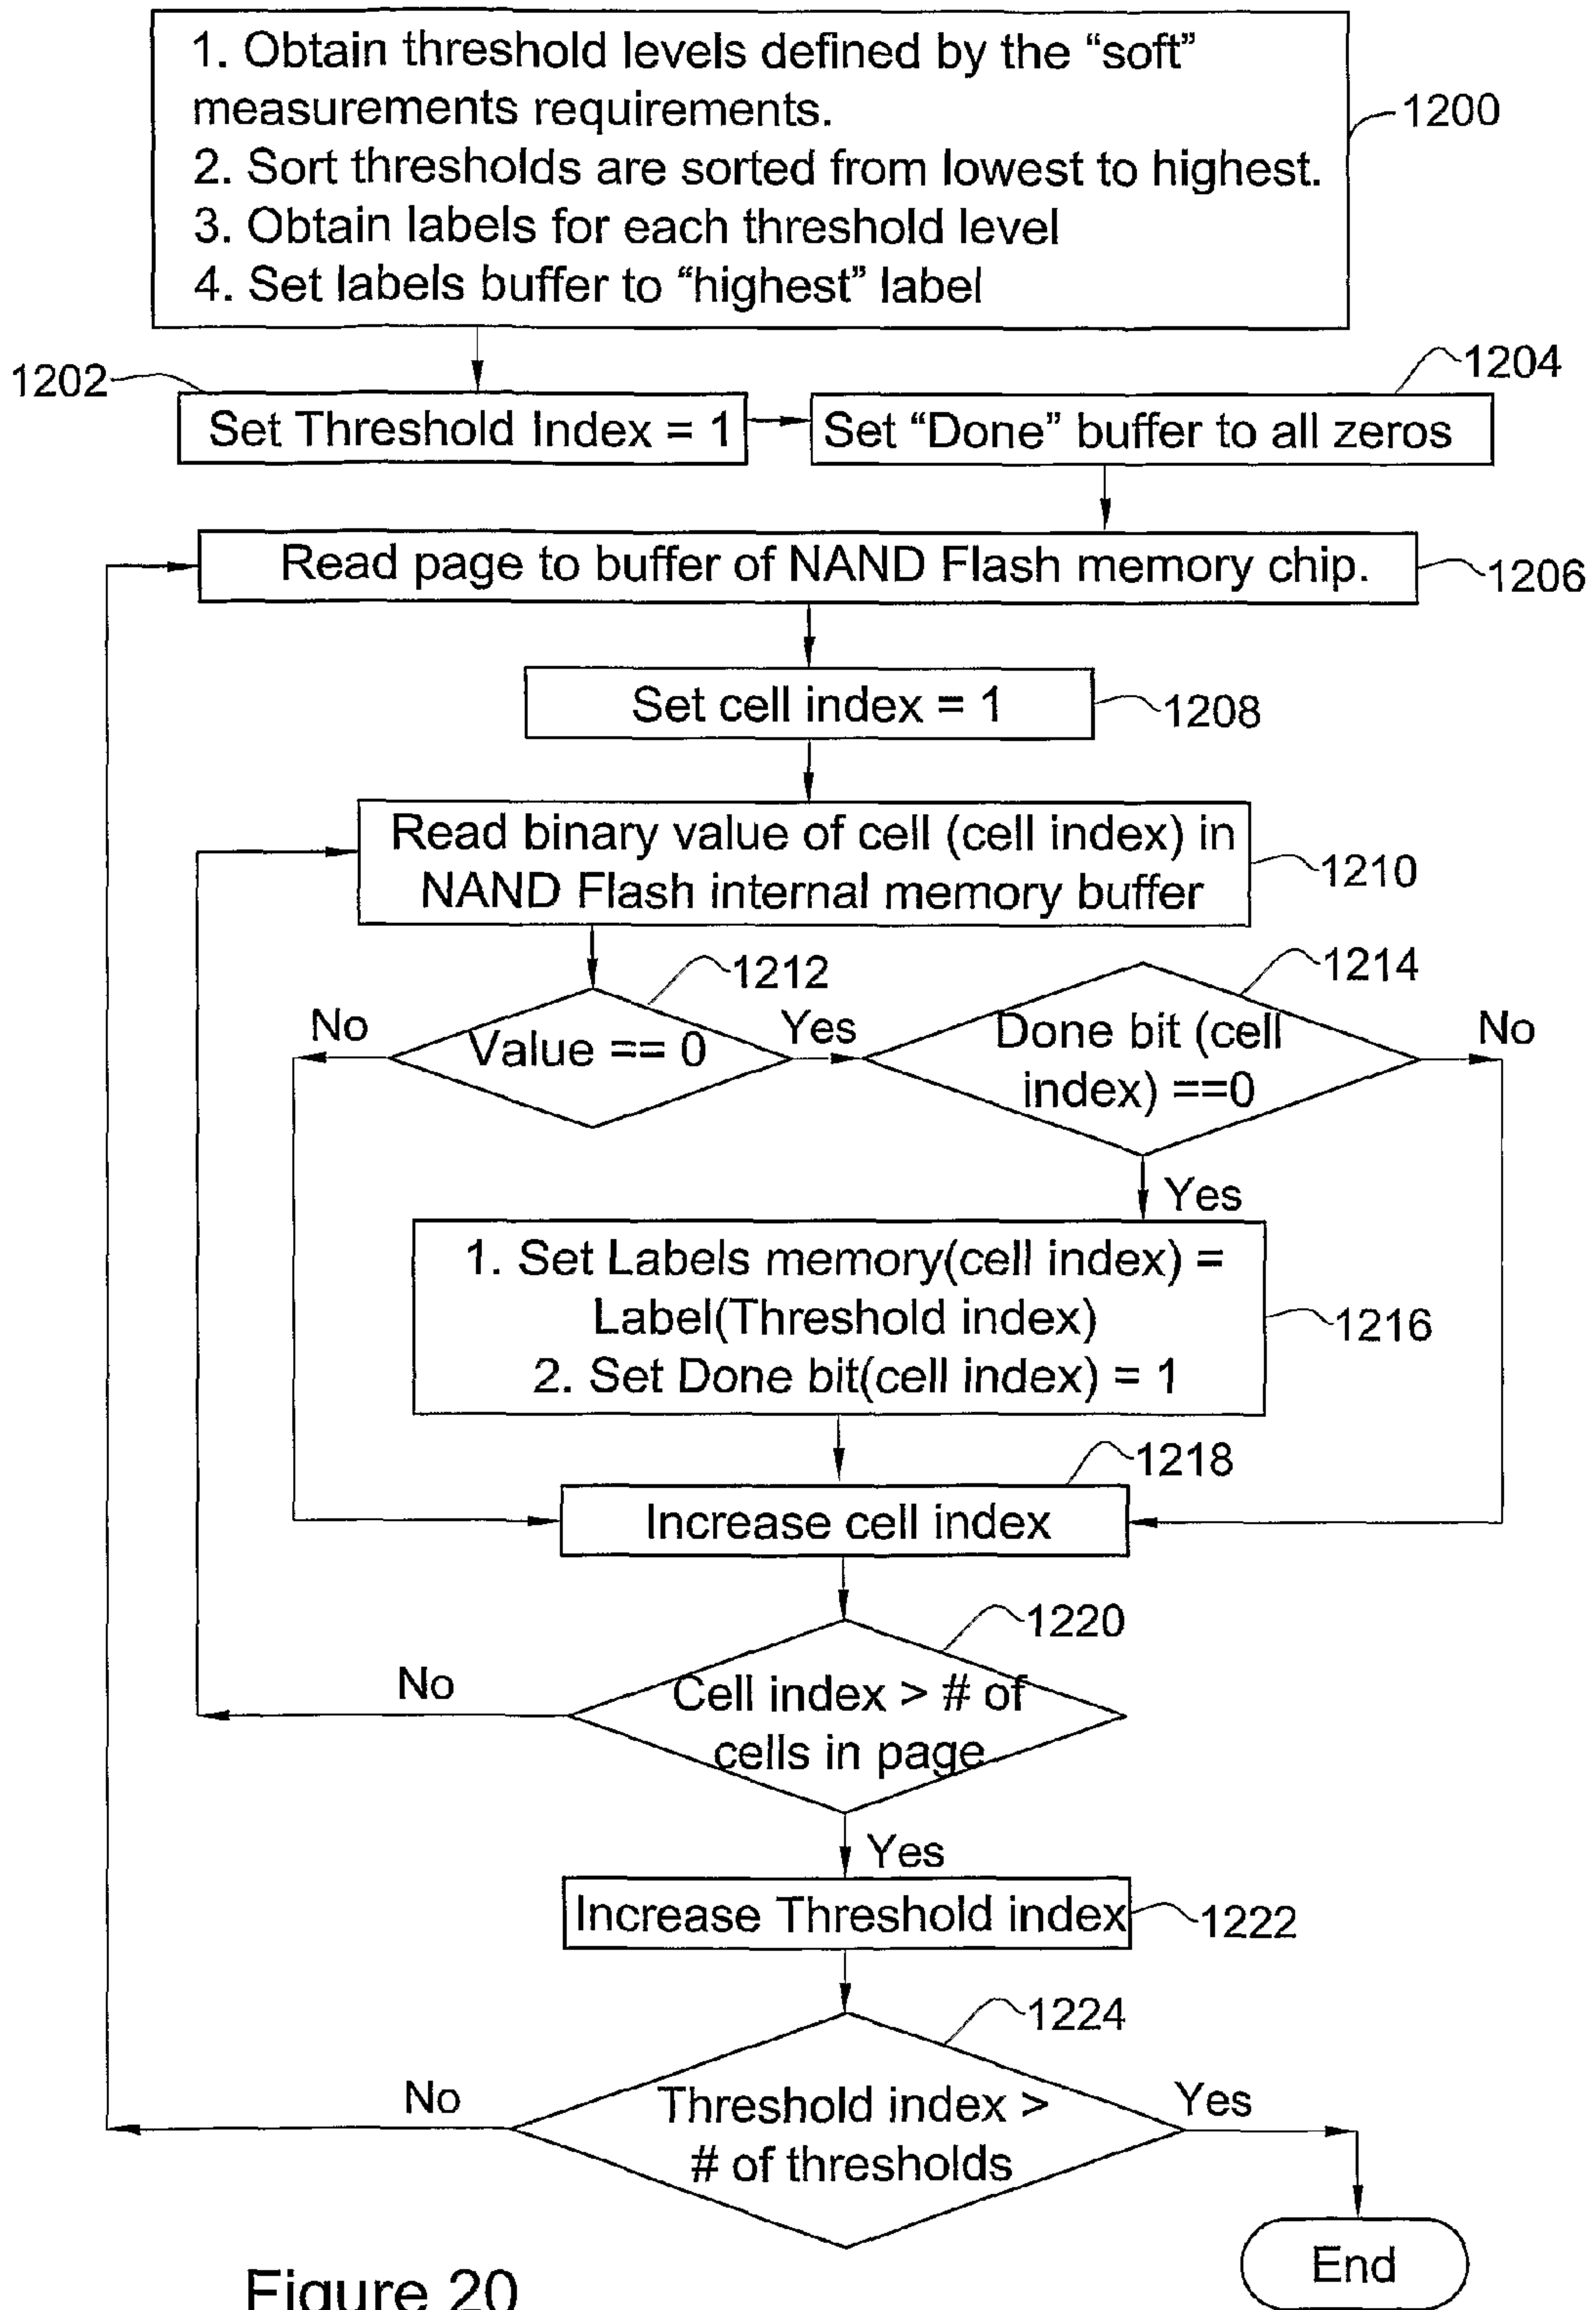 1. Obtain threshold levels defined by the “soft”
measurements requirements.
2. Sort thresholds are sorted from lowest to highest.
3. Obtain labels for each threshold level
4. Set labels buffer to “highest” label
1200
1202
Set Threshold Index = 1
1204
Set “Done” buffer to all zeros
Read page to buffer of NAND Flash memory chip.
1206
Set cell index = 1
1208
Read binary value of cell (cell index) in
NAND Flash internal memory buffer
1210
1212
No
Value == 0
Yes
1214
Done bit (cell
index) ==0
No
Yes
1. Set Labels memory(cell index) =
Label(Threshold index)
2. Set Done bit(cell index) = 1
1216
1218
Increase cell index
1220
No
Cell index > # of
cells in page
Yes
Increase Threshold index
1222
1224
No
Threshold index >
# of thresholds
Yes
End
Figure 20